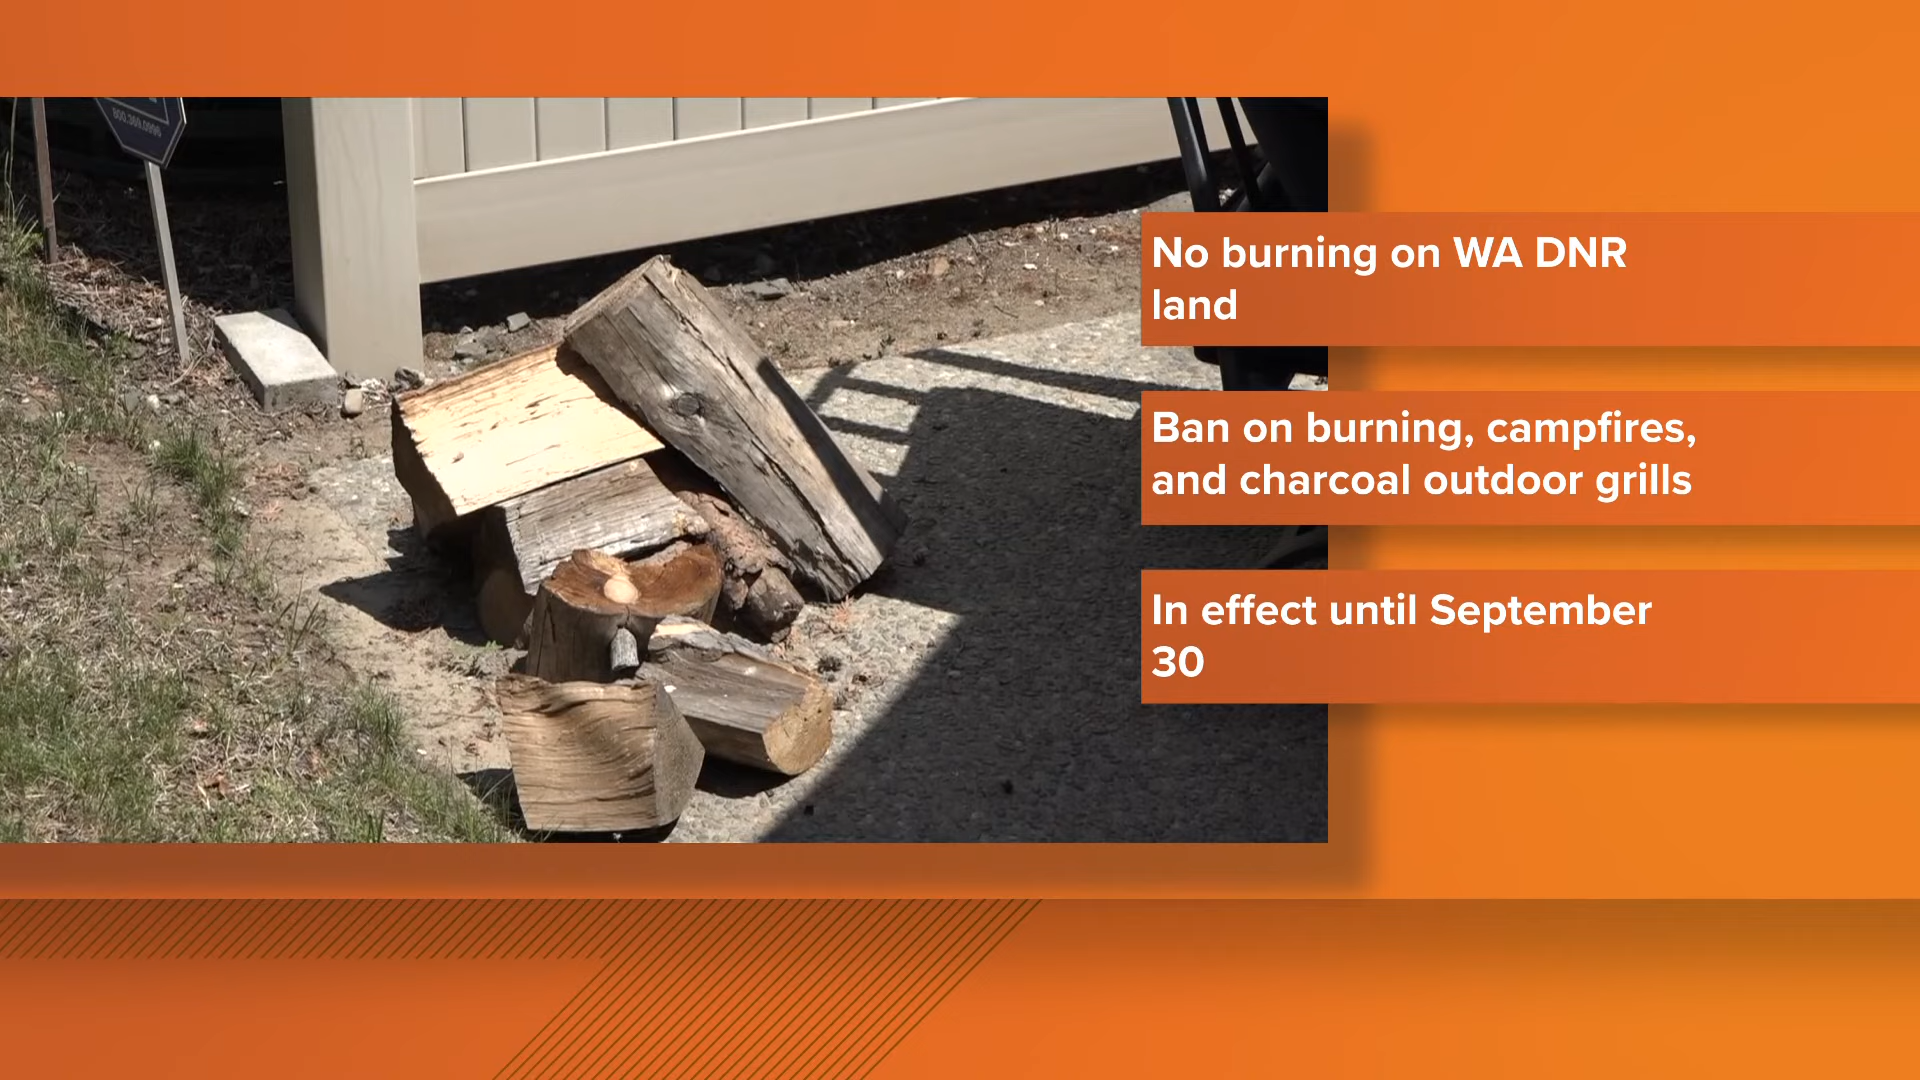 No burning on WA DNR
land
Ban on burning, campfires,
and charcoal outdoor grills
In effect until September
30